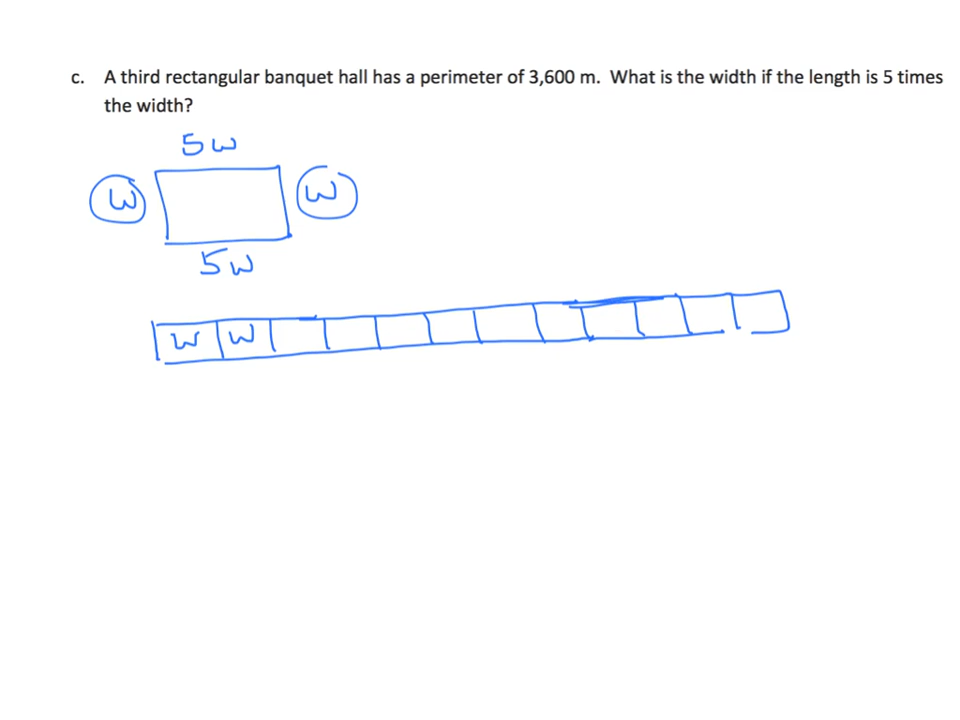 c. A third rectangular banquet hall has a perimeter of 3,600 m. What is the width if the length is 5 times
the width?
5w
w w
5w
w w